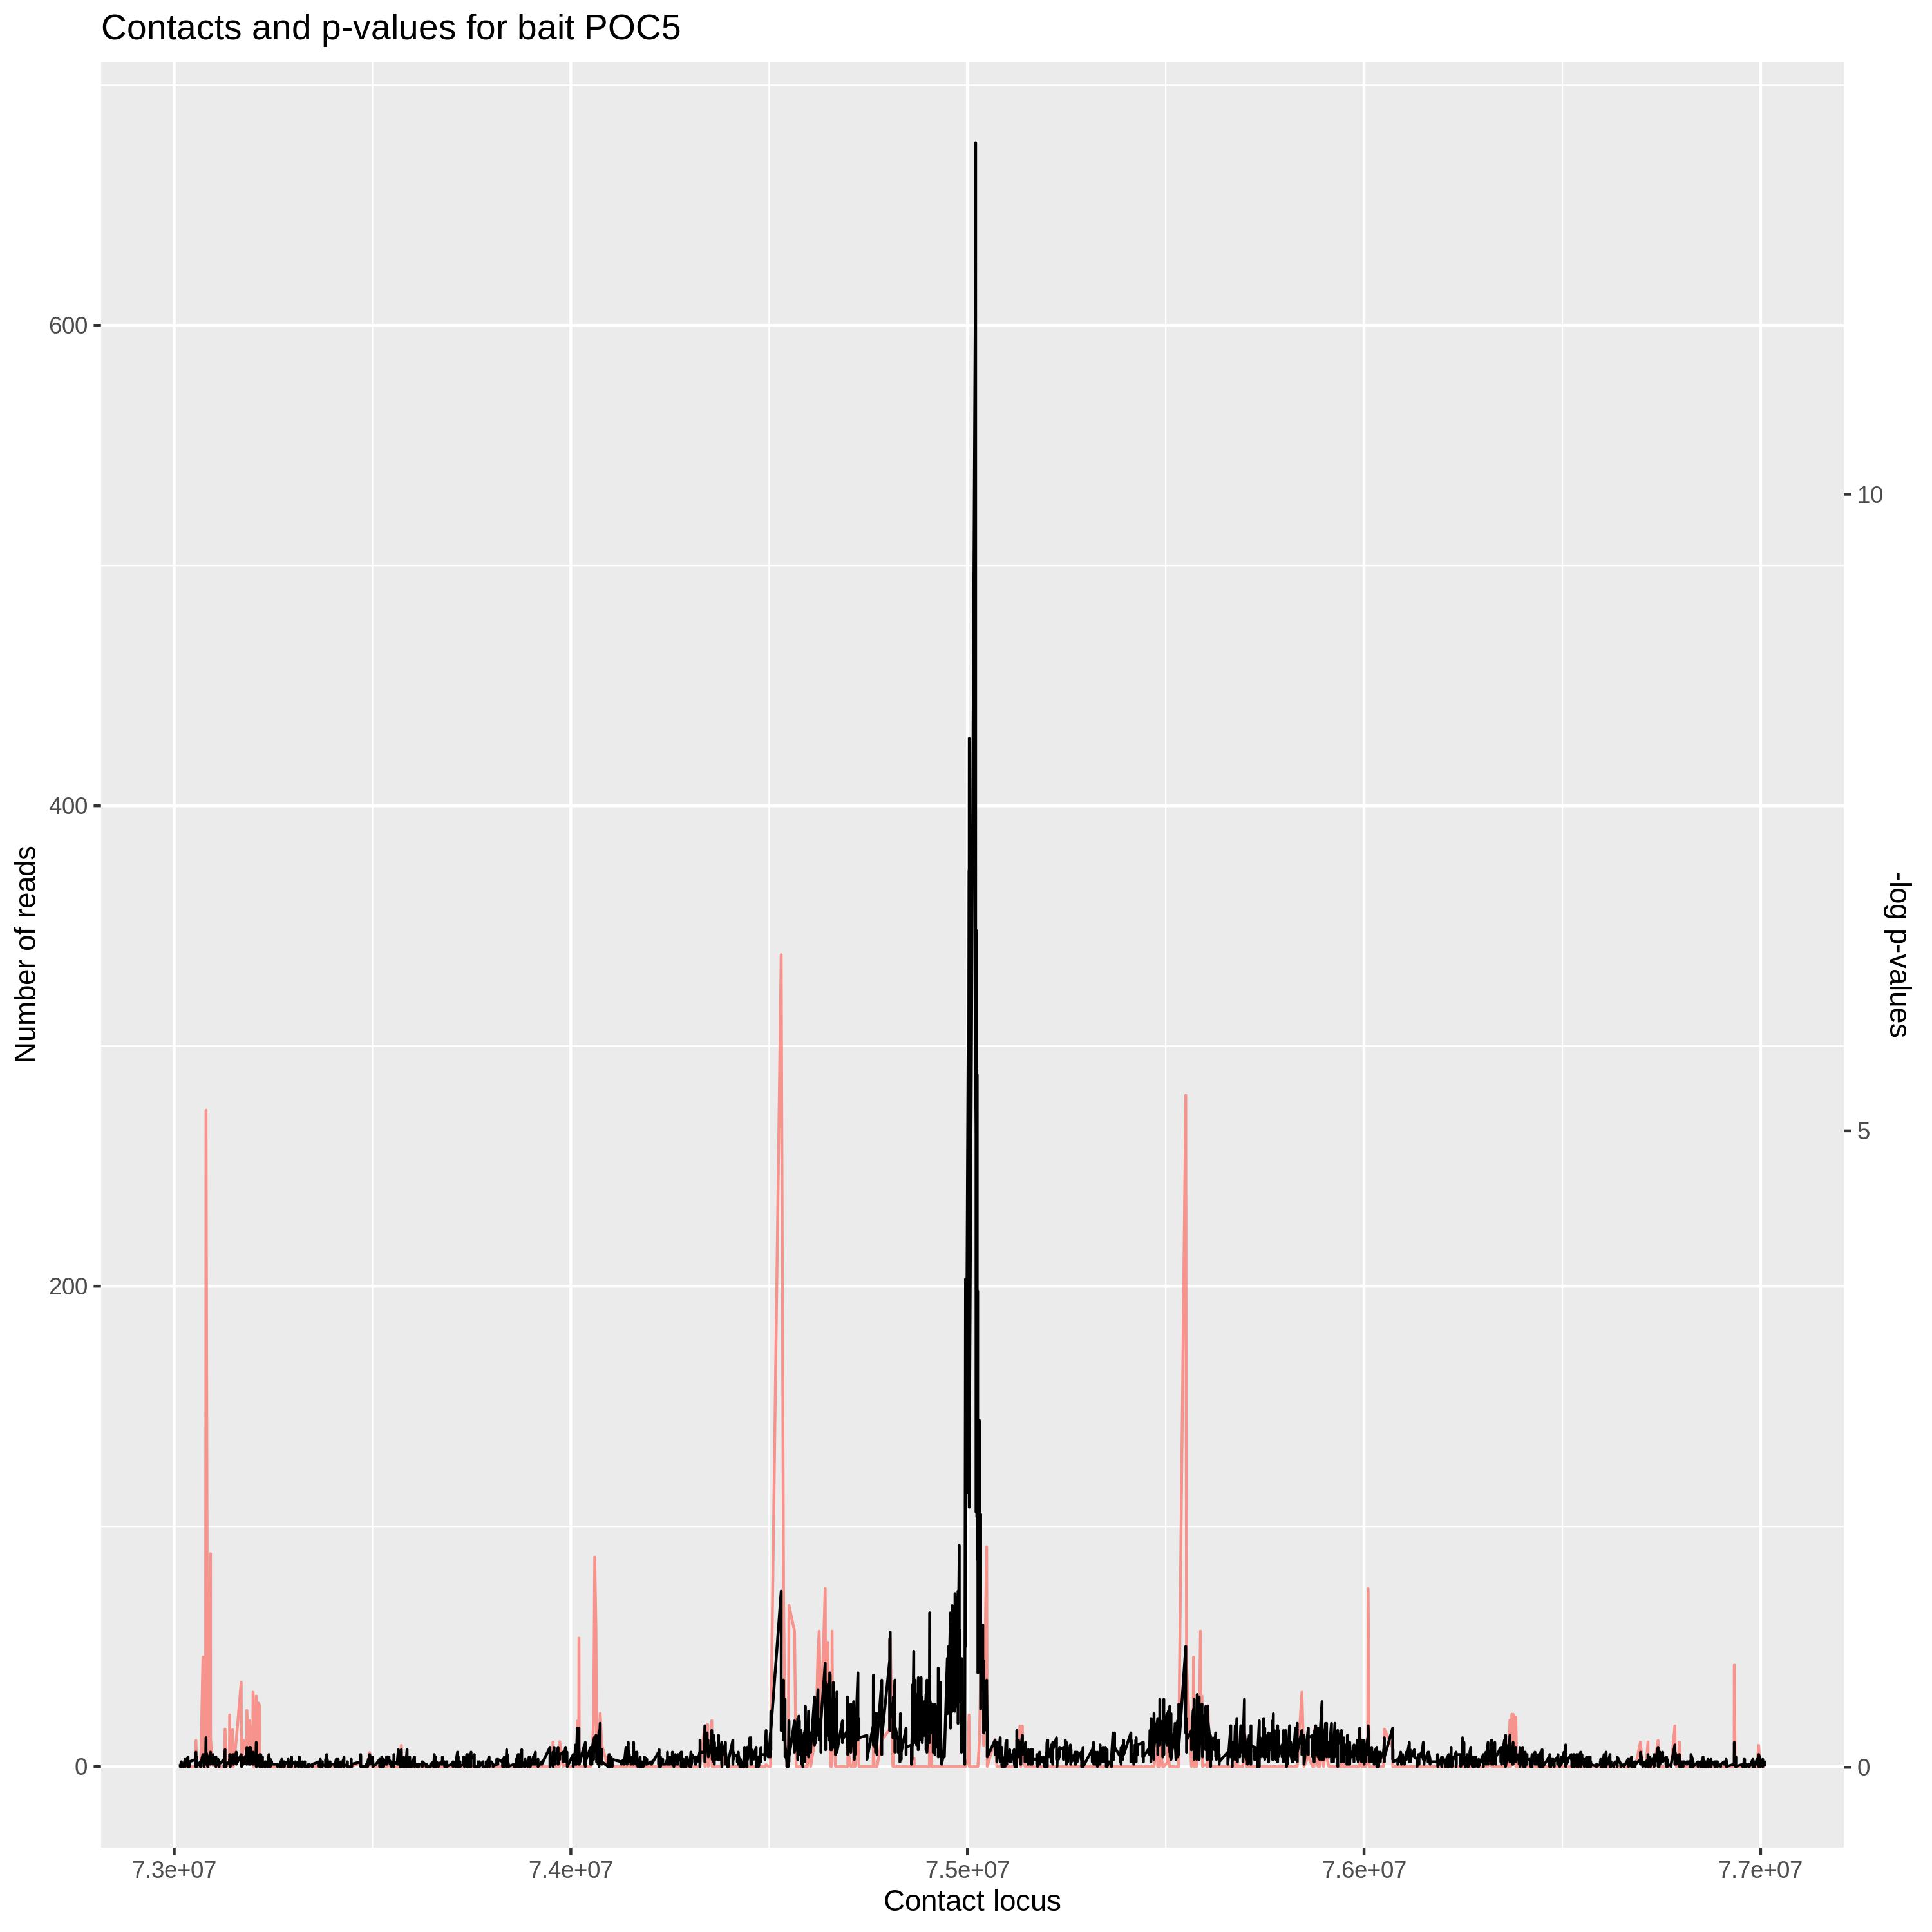 Contacts and p-values for bait POC5
600
400
200
0
Number of reads
10
5
0
-log p-values
7.3e+07 7.4e+07 7.5e+07 7.6e+07 7.7e+07
Contact locus